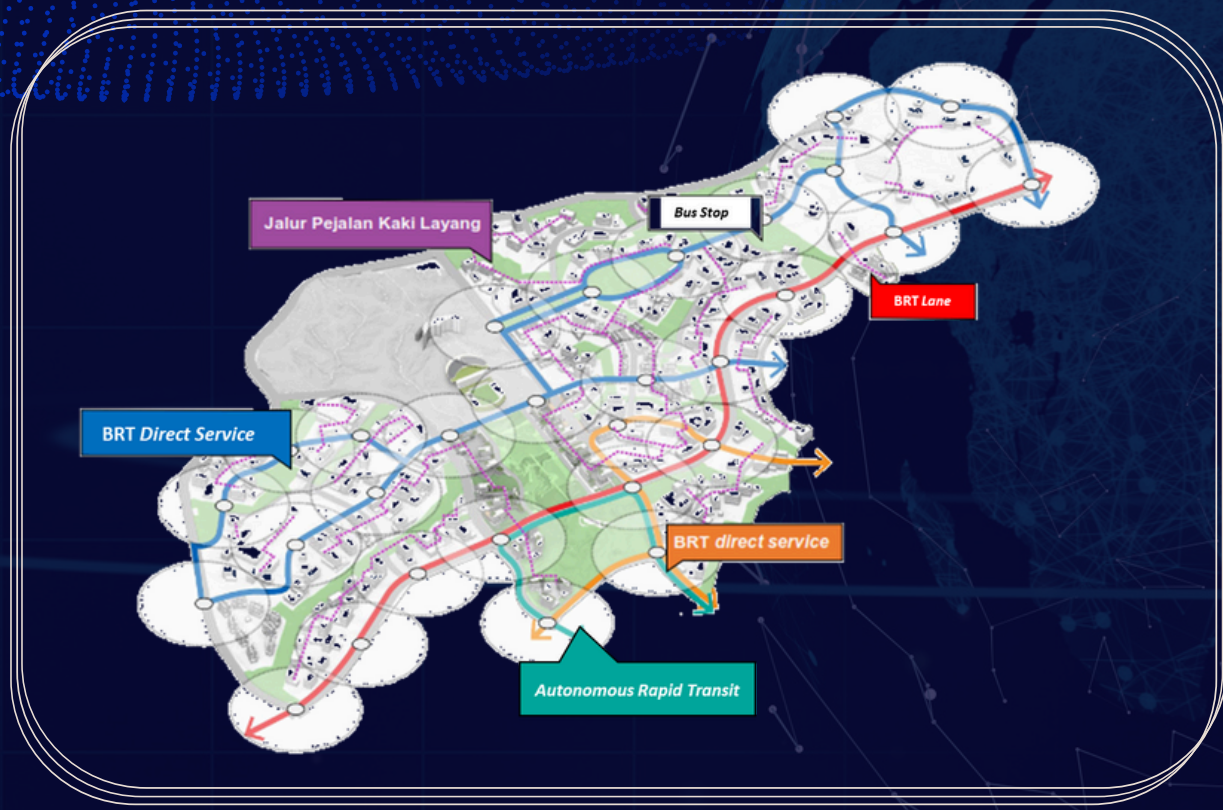 Bus Stop
Jalur Pejalan Kaki Layang
BRT Lane
BRT Direct Service
BRT direct service
Autonomous Rapid Transit